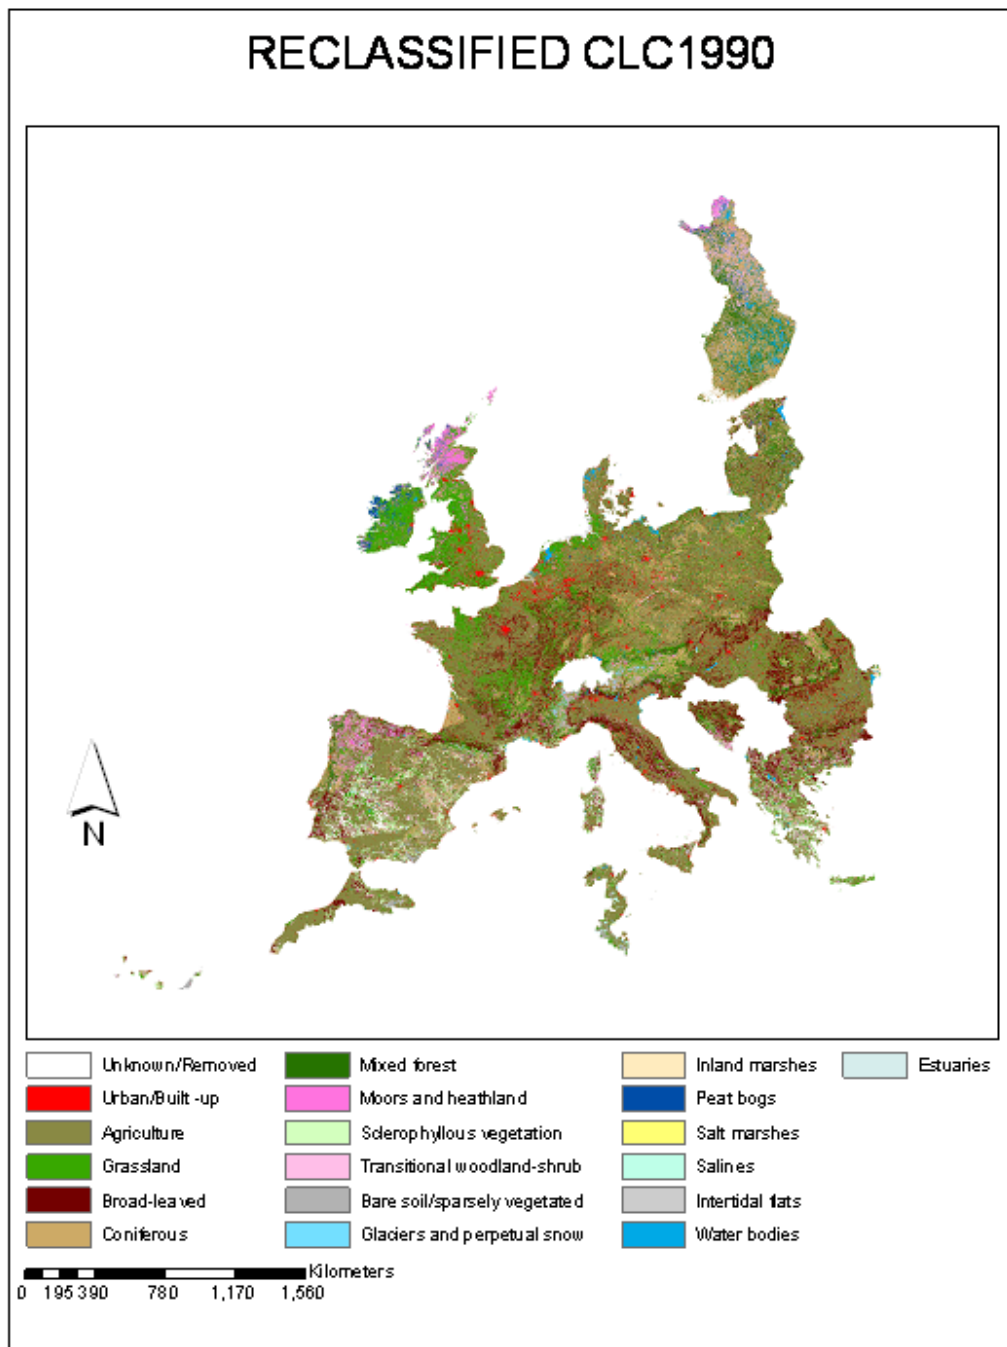 RECLASSIFIED CLC1990
N
Unknown/Removed
Urban/Built-up
Agriculture
Grassland
Broad-leaved
Coniferous
Mixed forest
Moors and heathland
Sclerophyllous vegetation
Transitional woodland-shrub
Bare soil/sparsely vegetated
Glaciers and perpetual snow
Inland marshes
Peat bogs
Salt marshes
Salines
Intertidal flats
Water bodies
Estuaries
Kilometers
0 195 390 780 1,170 1,560